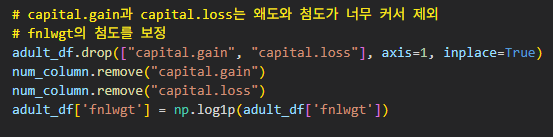 # capital.gain과 capital.loss는 왜도와 첨도가 너무 커서 제외
# fnlwgt의 첨도를 보정
adult_df.drop(["capital.gain", "capital.loss"], axis=1, inplace=True)
num_column.remove("capital.gain")
num_column.remove("capital.loss")
adult_df['fnlwgt'] = np.log1p(adult_df['fnlwgt'])